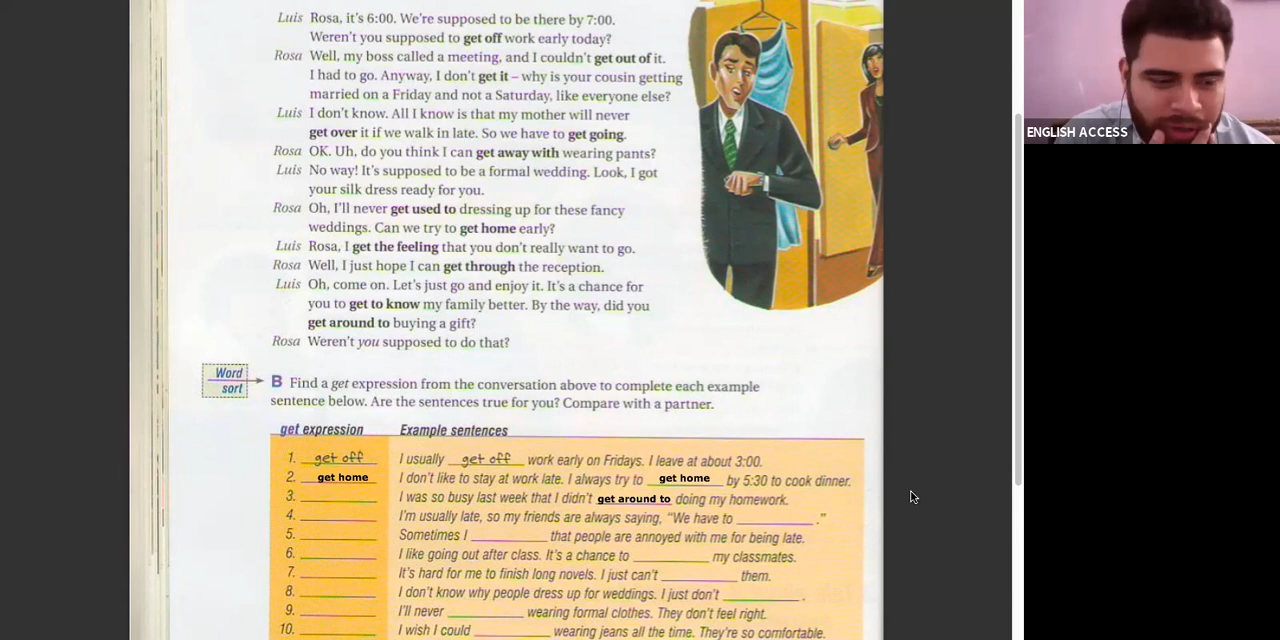 Luis Rosa, it's 6:00. We're supposed to be there by 7:00.
Weren't you supposed to get off work early today?
Rosa Well, my boss called a meeting, and I couldn't get out of it.
I had to go. Anyway, I don't get it – why is your cousin getting
married on a Friday and not a Saturday, like everyone else?
Luis I don't know. All I know is that my mother will never
get over it if we walk in late. So we have to get going.
Rosa OK. Uh, do you think I can get away with wearing pants?
Luis No way! It's supposed to be a formal wedding. Look, I got
your silk dress ready for you.
Rosa Oh, I'll never get used to dressing up for these fancy
weddings. Can we try to get home early?
Luis Rosa, I get the feeling that you don't really want to go.
Rosa Well, I just hope I can get through the reception.
Luis Oh, come on. Let's just go and enjoy it. It's a chance for
you to get to know my family better. By the way, did you
get around to buying a gift?
Rosa Weren't you supposed to do that?
Word
sort
B Find a get expression from the conversation above to complete each example
sentence below. Are the sentences true for you? Compare with a partner.
get expression Example sentences
1. get off I usually get off work early on Fridays. I leave at about 3:00.
2. get home I don't like to stay at work late. I always try to get home by 5:30 to cook dinner.
3. I was so busy last week that I didn't get around to doing my homework.
4. I'm usually late, so my friends are always saying, "We have to ."
5. Sometimes I that people are annoyed with me for being late.
6. I like going out after class. It's a chance to my classmates.
7. It's hard for me to finish long novels. I just can't them.
8. I don't know why people dress up for weddings. I just don't .
9. I'll never wearing formal clothes. They don't feel right.
10. I wish I could wearing jeans all the time. They're so comfortable.
ENGLISH ACCESS